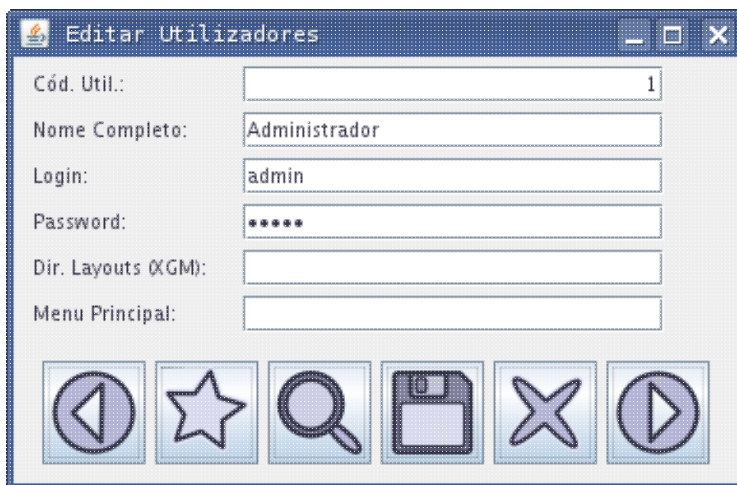 Editar Utilizadores
Cód. Util.: 1
Nome Completo: Administrador
Login: admin
Password: •••••
Dir. Layouts (XGM):
Menu Principal: